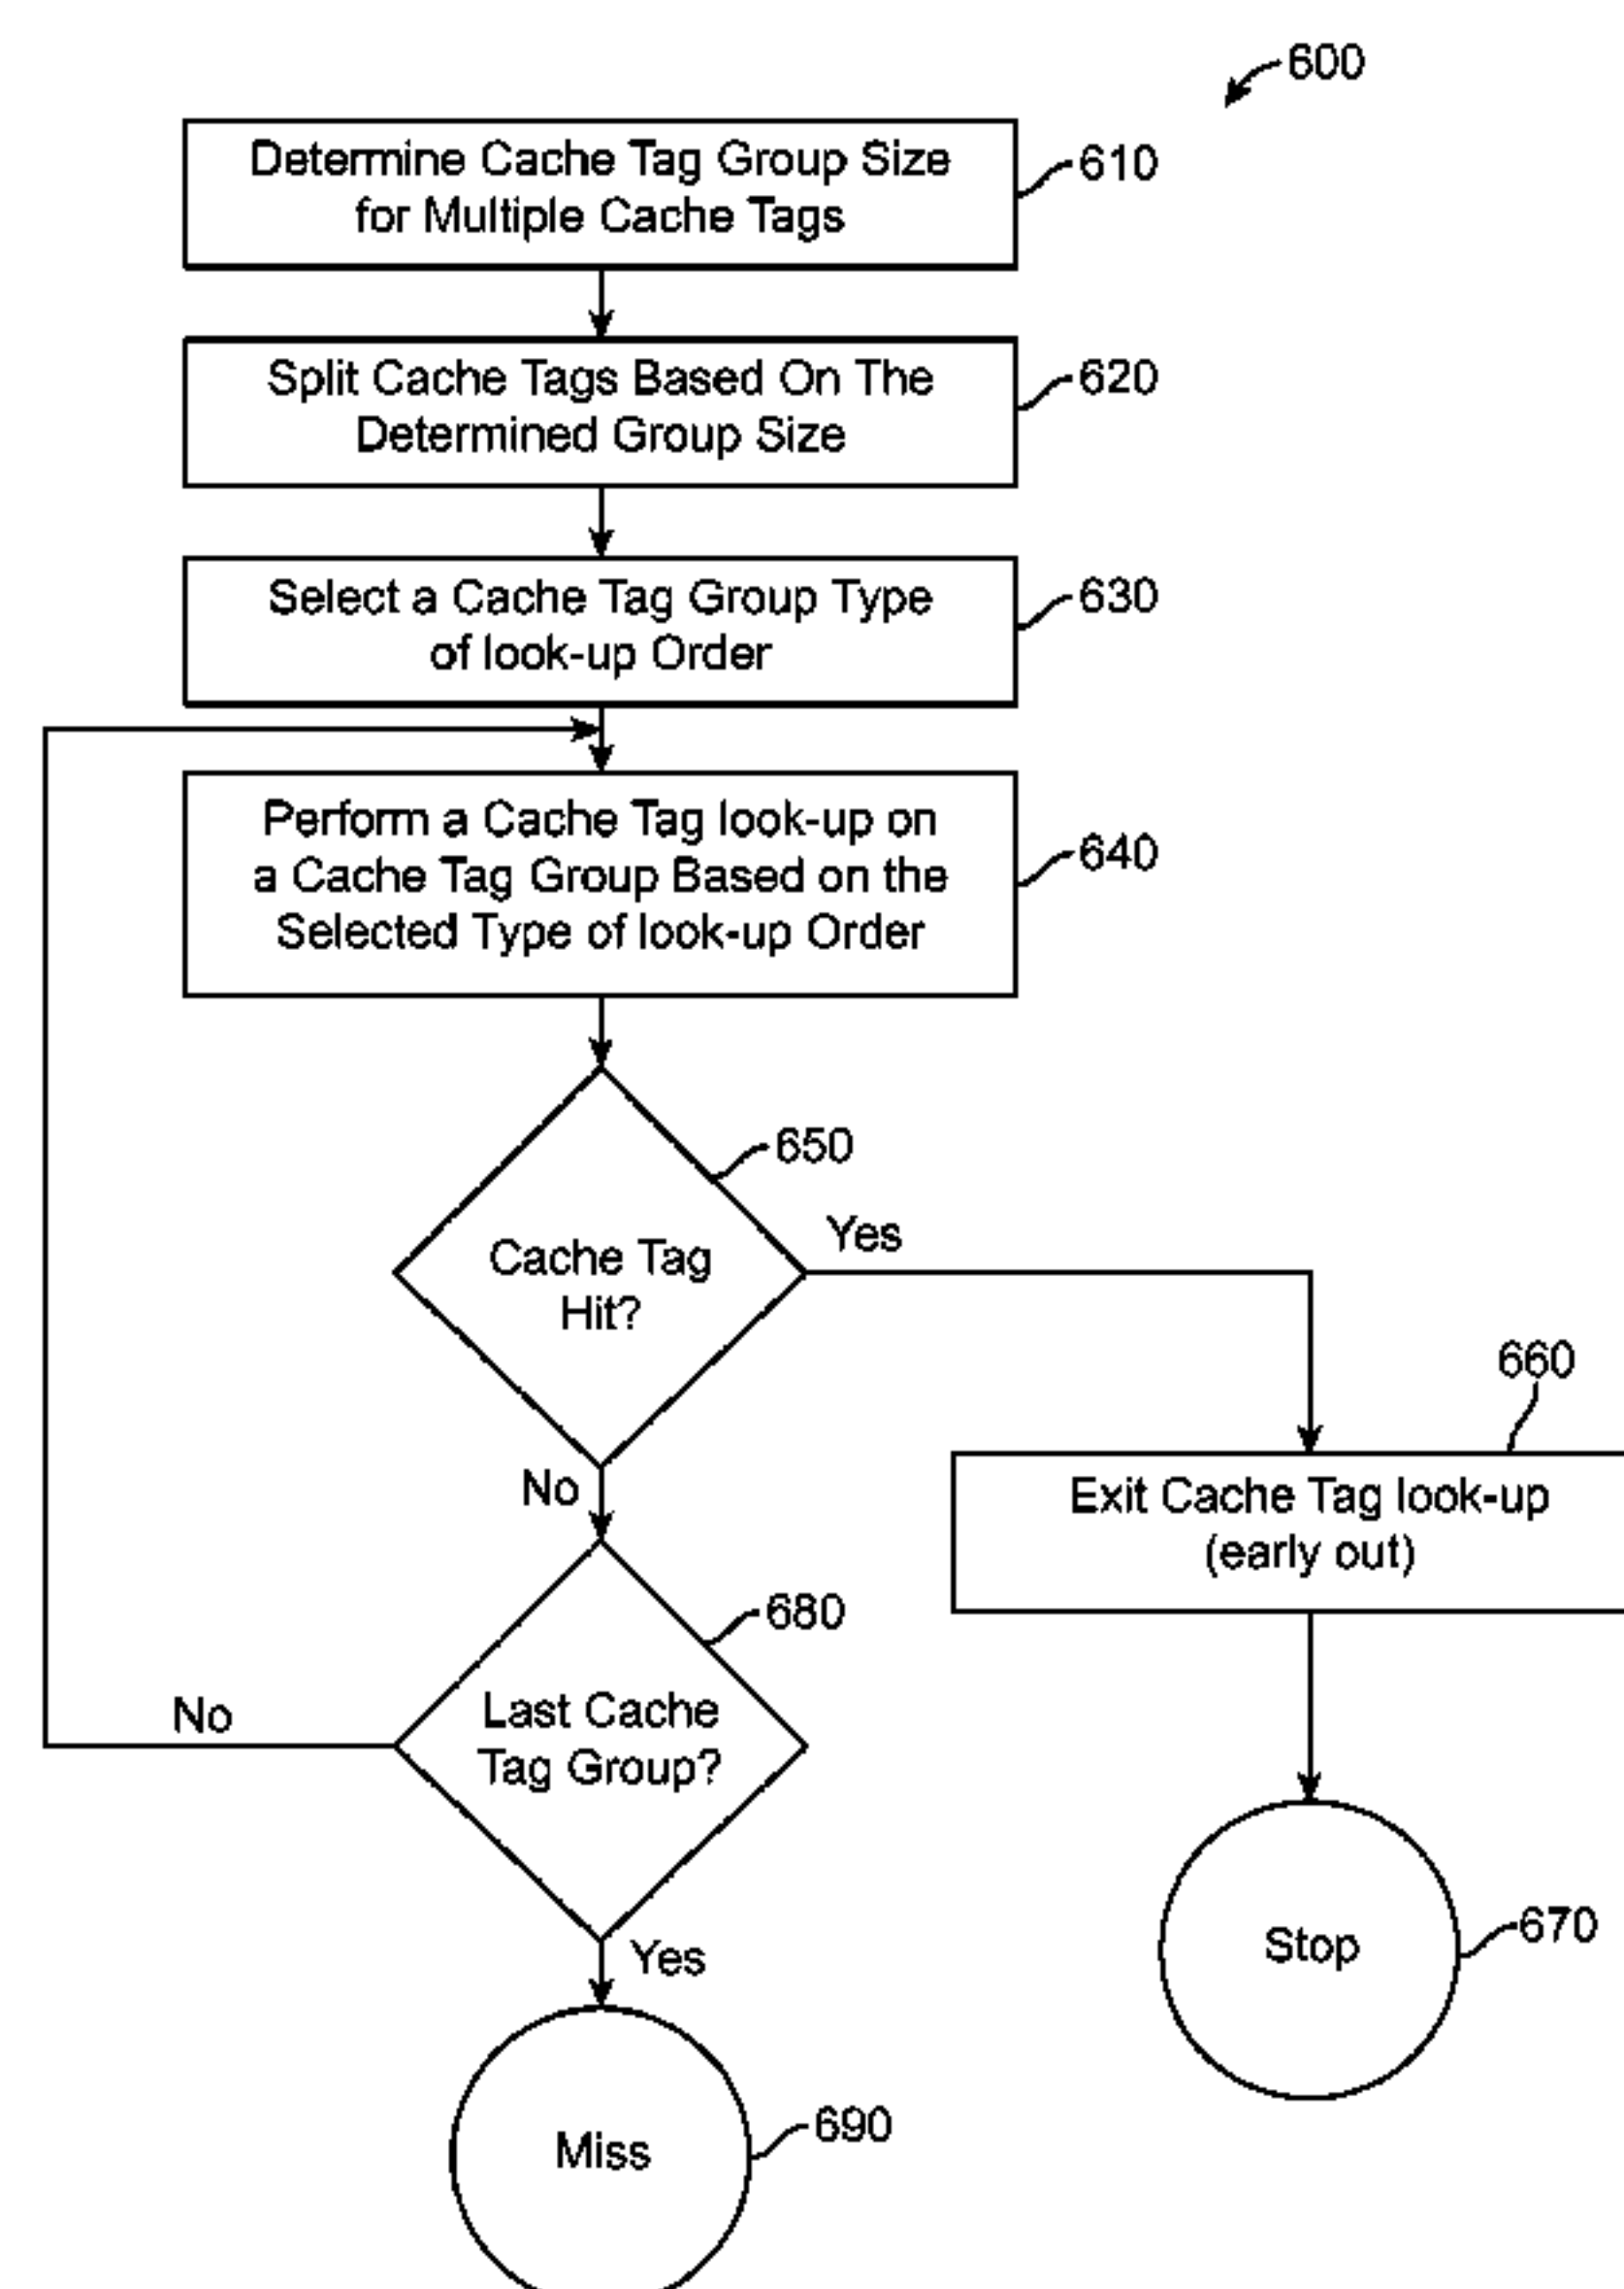 600
Determine Cache Tag Group Size
for Multiple Cache Tags
610
Split Cache Tags Based On The
Determined Group Size
620
Select a Cache Tag Group Type
of look-up Order
630
Perform a Cache Tag look-up on
a Cache Tag Group Based on the
Selected Type of look-up Order
640
650
Cache Tag
Hit?
Yes
No
660
Exit Cache Tag look-up
(early out)
680
Last Cache
Tag Group?
No
Yes
Stop
670
Miss
690